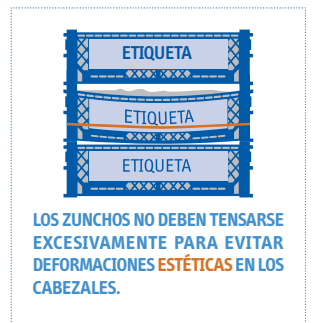 ETIQUETA
ETIQUETA
ETIQUETA
LOS ZUNCHOS NO DEBEN TENSARSE
EXCESIVAMENTE PARA EVITAR
DEFORMACIONES ESTÉTICAS EN LOS
CABEZALES.